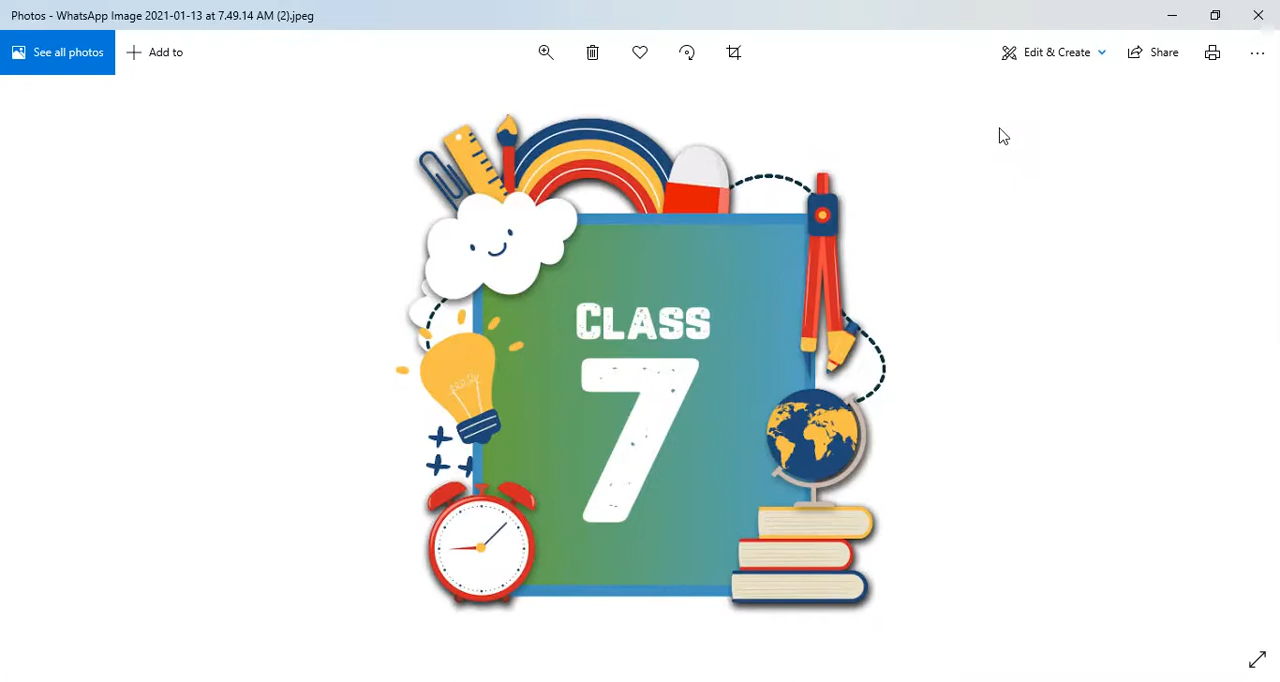 Photos - WhatsApp Image 2021-01-13 at 7.49.14 AM (2).jpeg
See all photos
Add to
Edit & Create
Share
CLASS
7